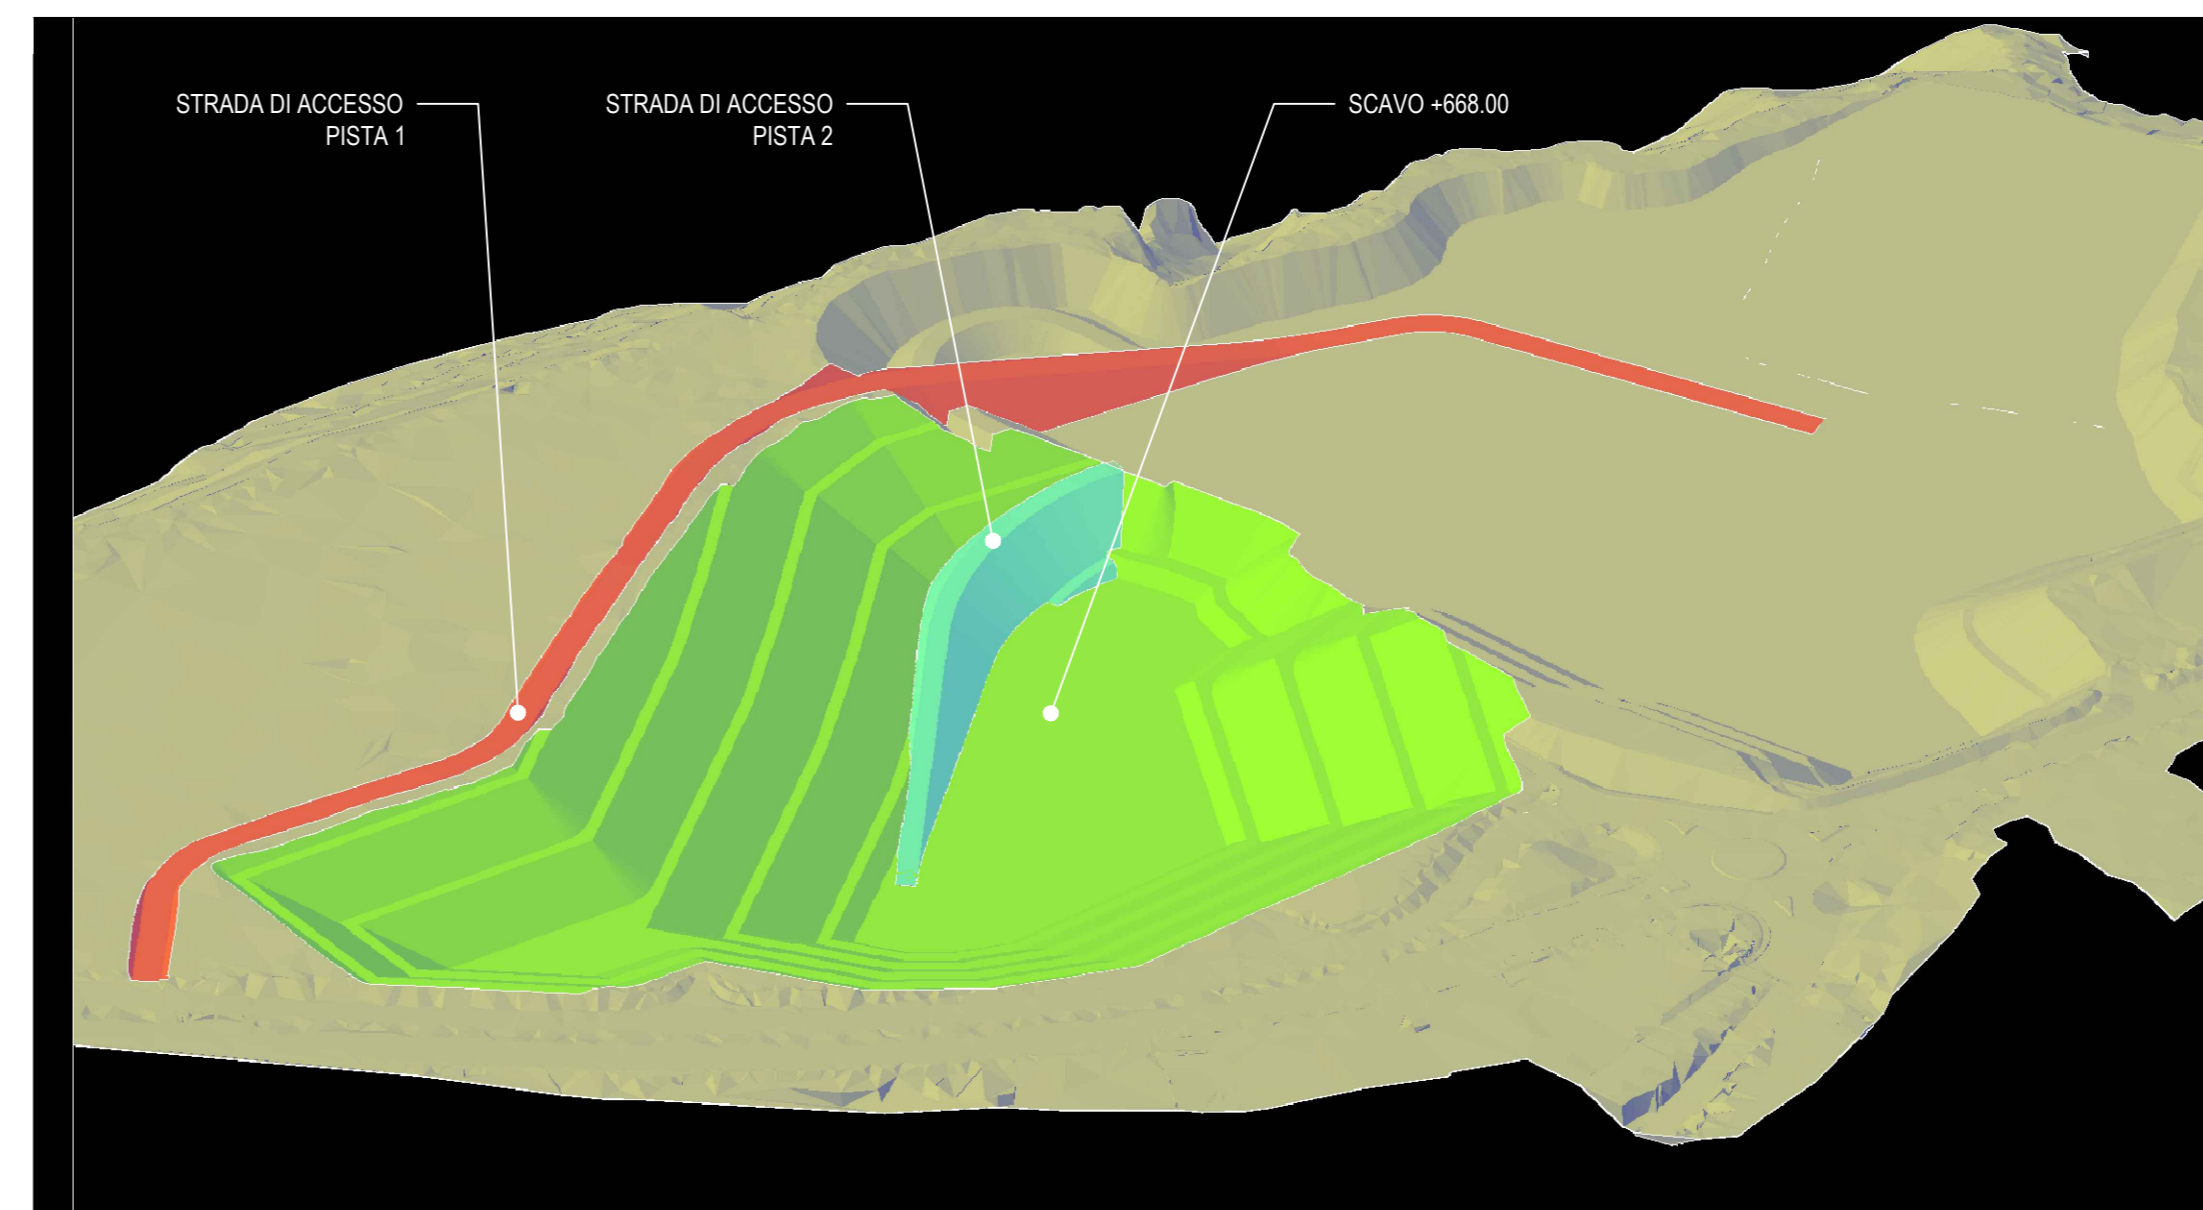 STRADA DI ACCESSO
PISTA 1
STRADA DI ACCESSO
PISTA 2
SCAVO +668.00